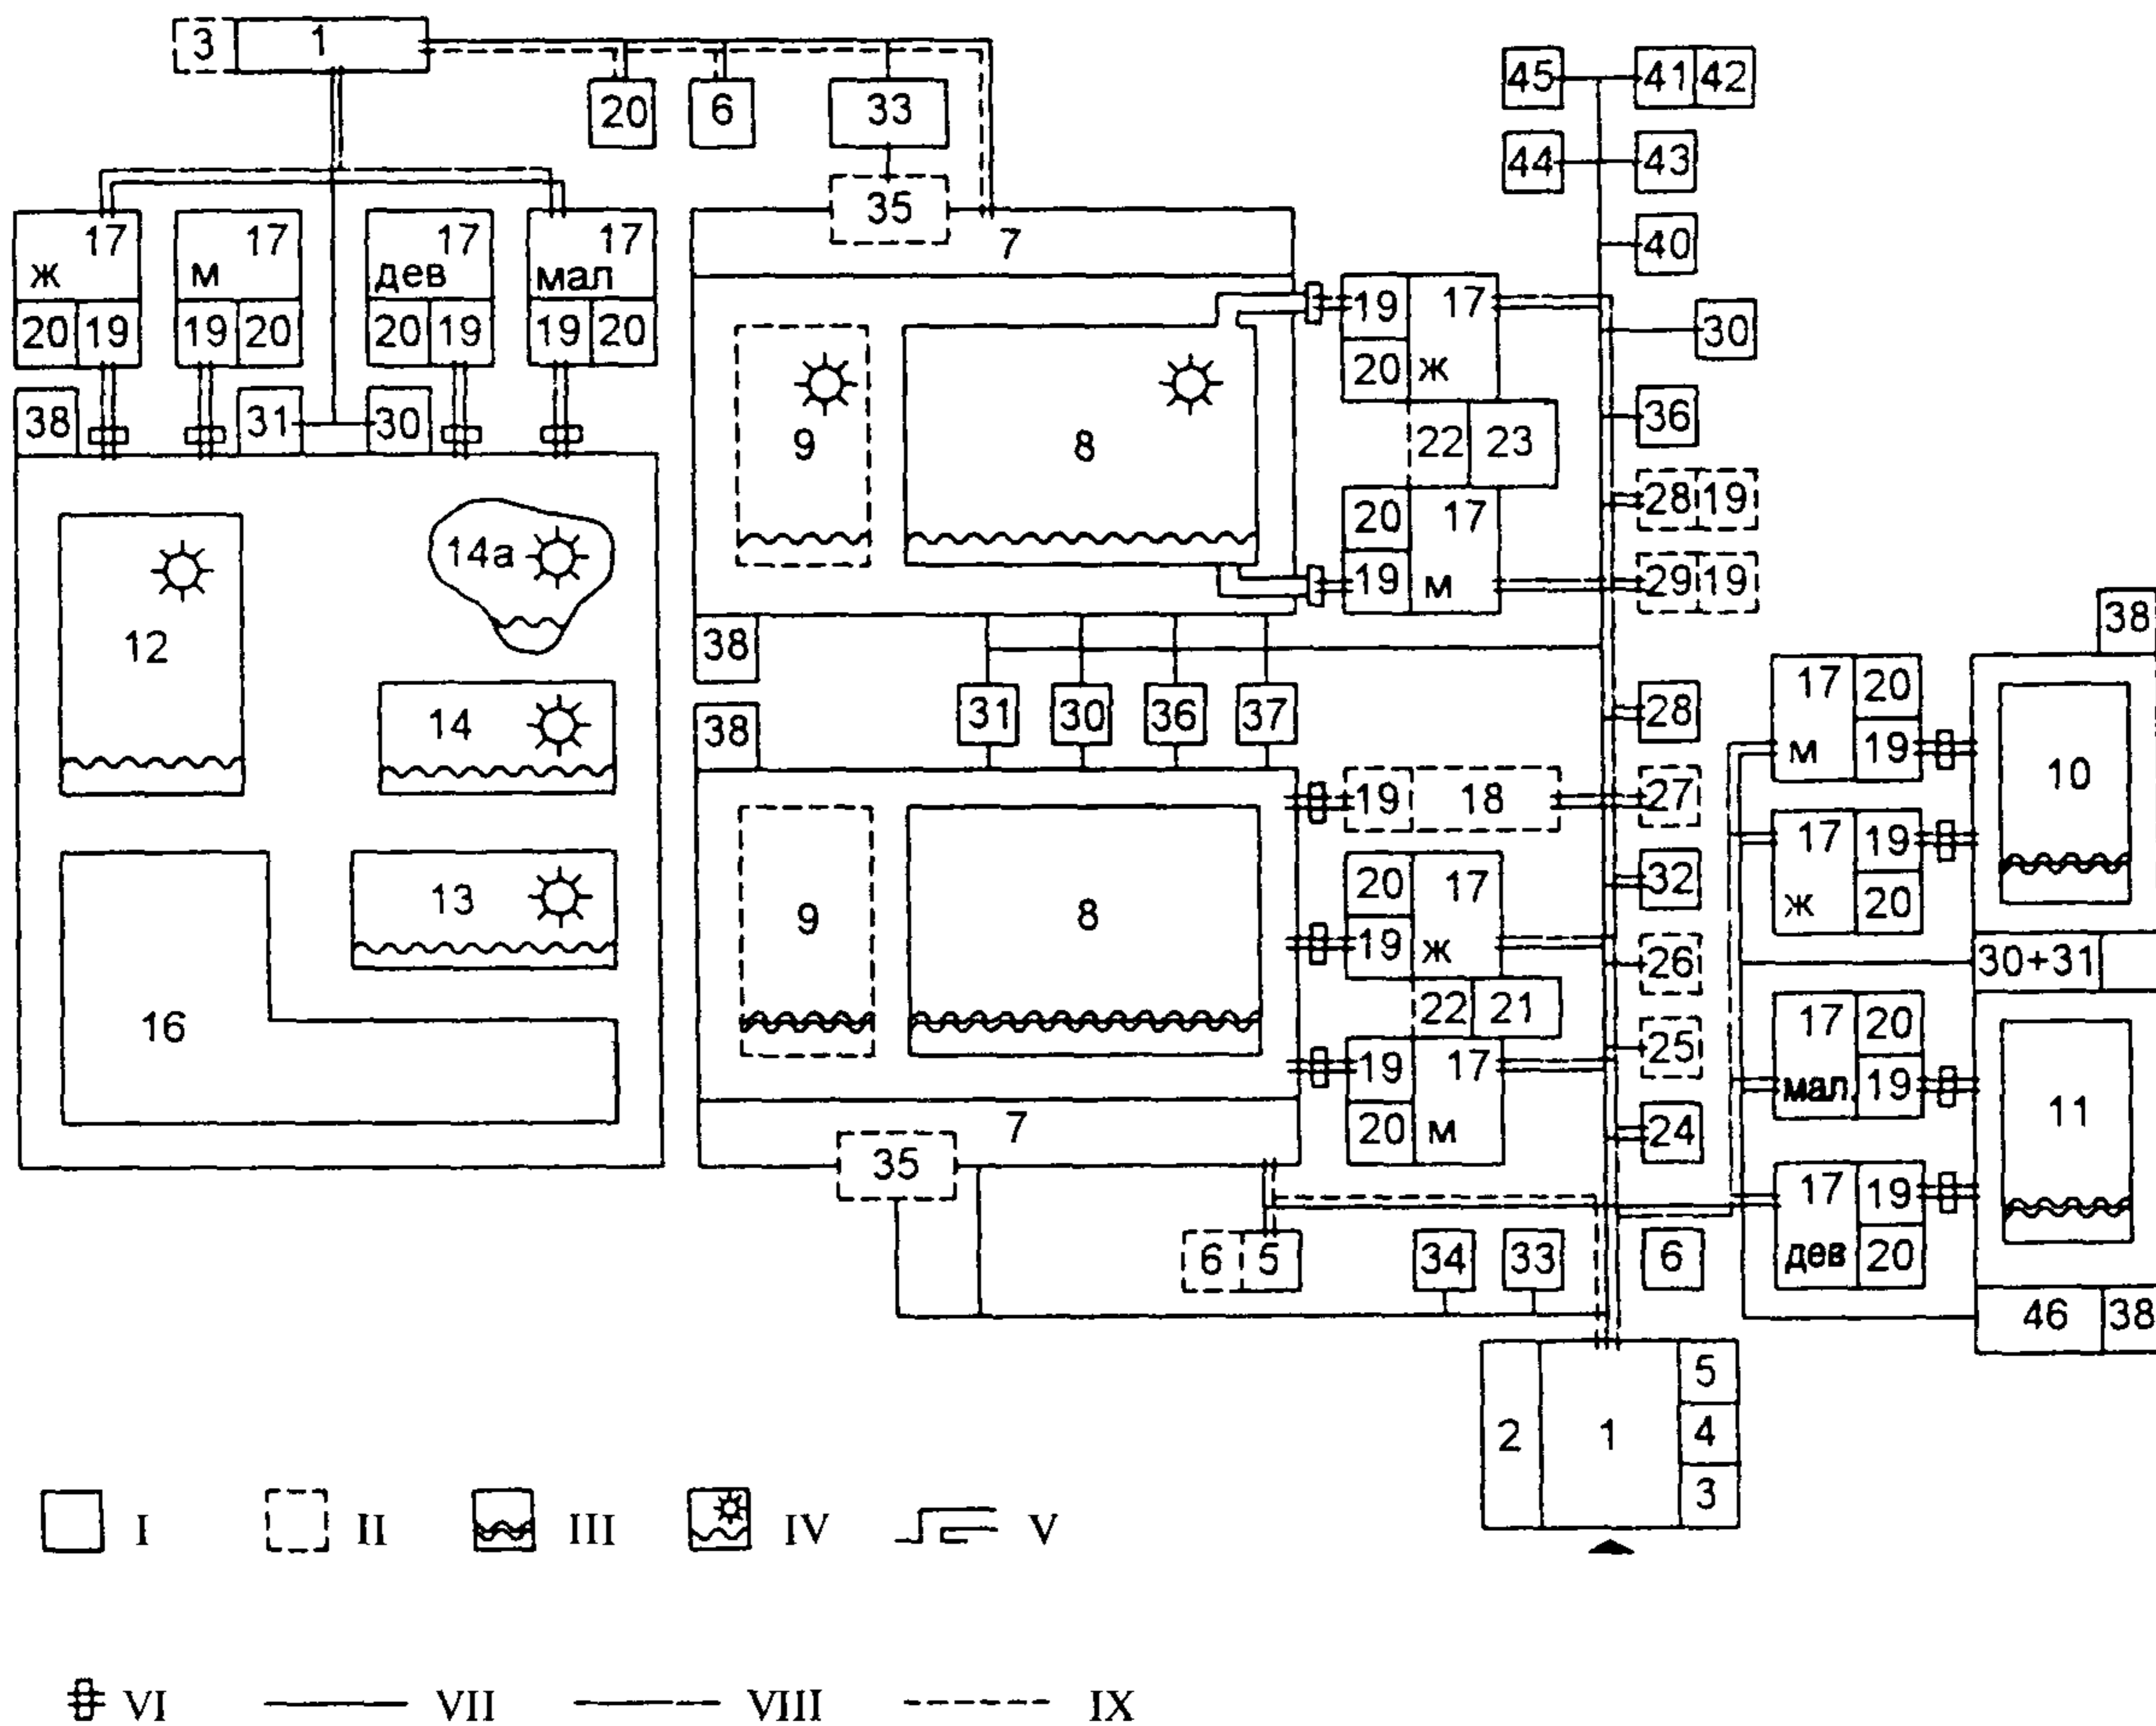 3 1
45 41 42
20 6 33
44 43
35
17 17 17 17 7 40
ж м дев мал
20 19 19 20 20 19 19 20 19 17 30
20 ж
38 31 30 9 8 22 23 36
20 17 28 19
14а
19 м 29 19
12 38 38
17 20
14 38 31 30 36 37 28 м 19 10
19 18 27
17 19
13 9 8 20 17 32 ж 20
19 ж 26 30+31
16 22 21 17 20
19 17 25 мал. 19 11
7 20 м 24
35 17 19
6 5 34 33 6 дев 20
46 38
5
2 1 4
3
I II III IV V
VI VII VIII IX